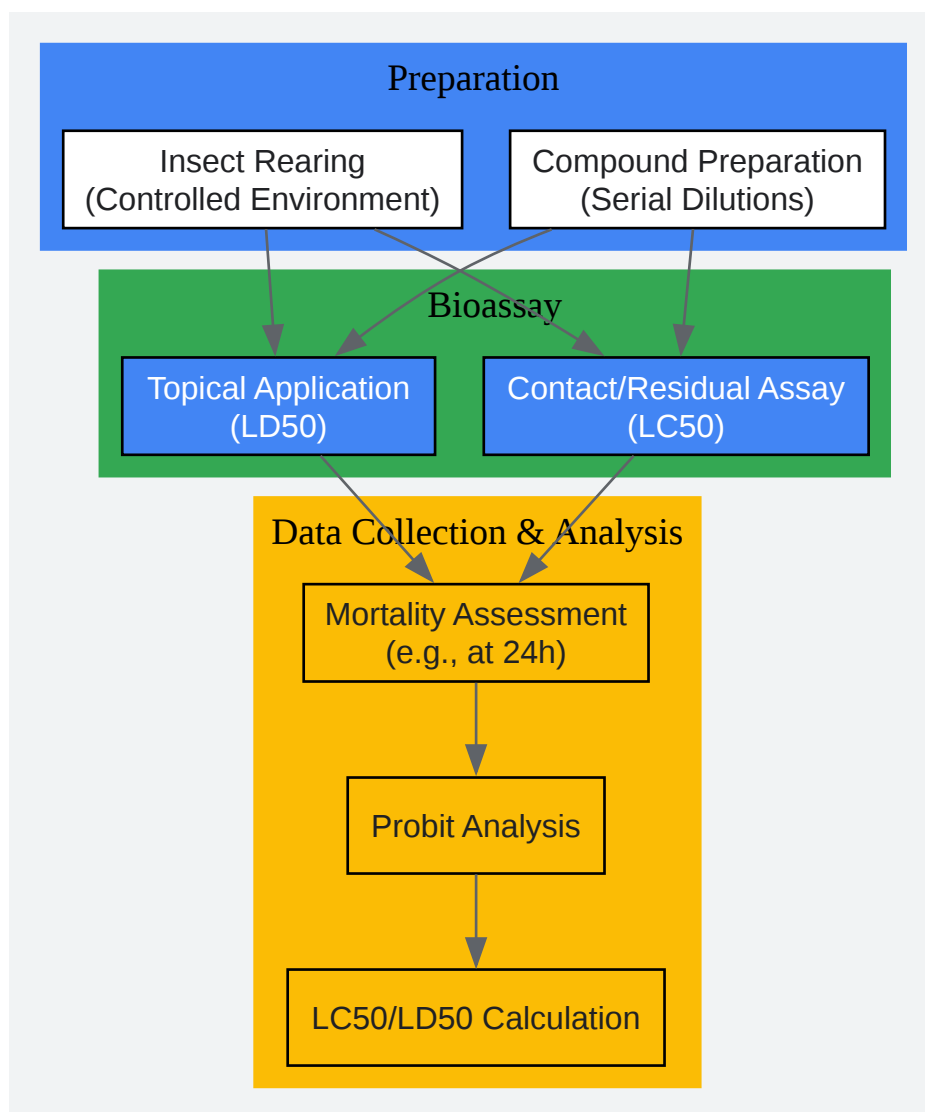 Preparation
Insect Rearing
(Controlled Environment)
Compound Preparation
(Serial Dilutions)
Bioassay
Topical Application
(LD50)
Contact/Residual Assay
(LC50)
Data Collection & Analysis
Mortality Assessment
(e.g., at 24h)
Probit Analysis
LC50/LD50 Calculation